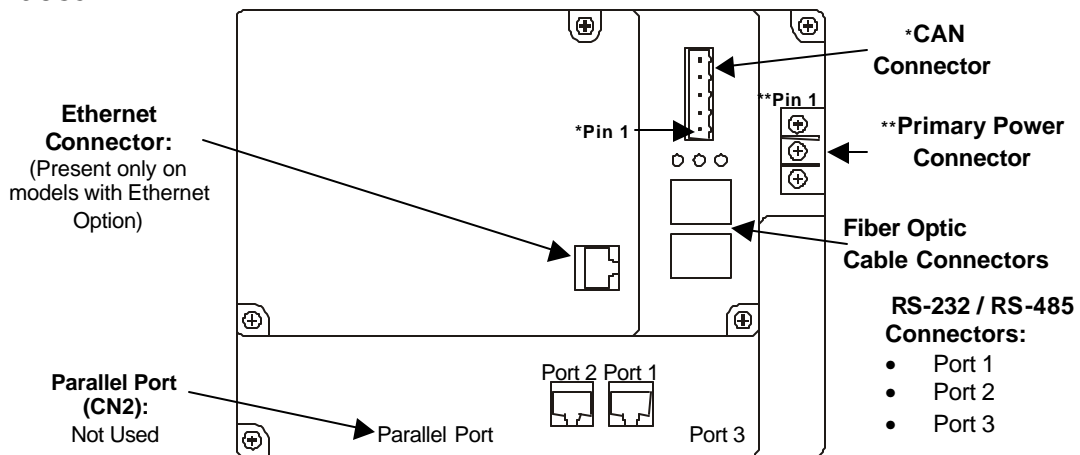 *CAN
Connector
**Pin 1
Ethernet
Connector:
(Present only on
models with Ethernet
Option)
*Pin 1
**Primary Power
Connector
Fiber Optic
Cable Connectors
RS-232 / RS-485
Connectors:
• Port 1
• Port 2
• Port 3
Port 2 Port 1
Parallel Port
(CN2):
Not Used
Parallel Port
Port 3